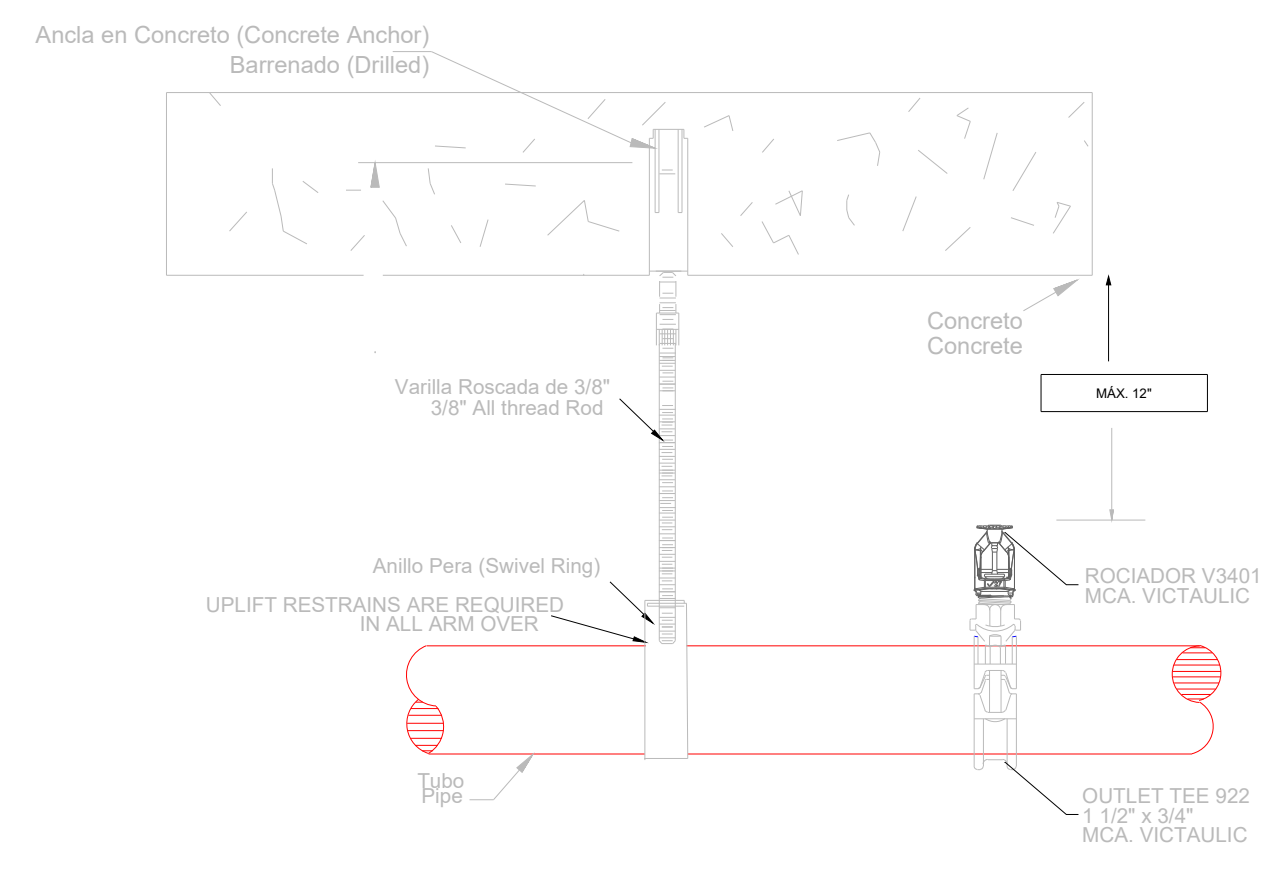 Ancla en Concreto (Concrete Anchor)
Barrenado (Drilled)
Concreto
Concrete
Varilla Roscada de 3/8"
3/8" All thread Rod
MÁX. 12"
Anillo Pera (Swivel Ring)
UPLIFT RESTRAINS ARE REQUIRED
IN ALL ARM OVER
ROCIADOR V3401
MCA. VICTAULIC
Tubo
Pipe
OUTLET TEE 922
1 1/2" x 3/4"
MCA. VICTAULIC